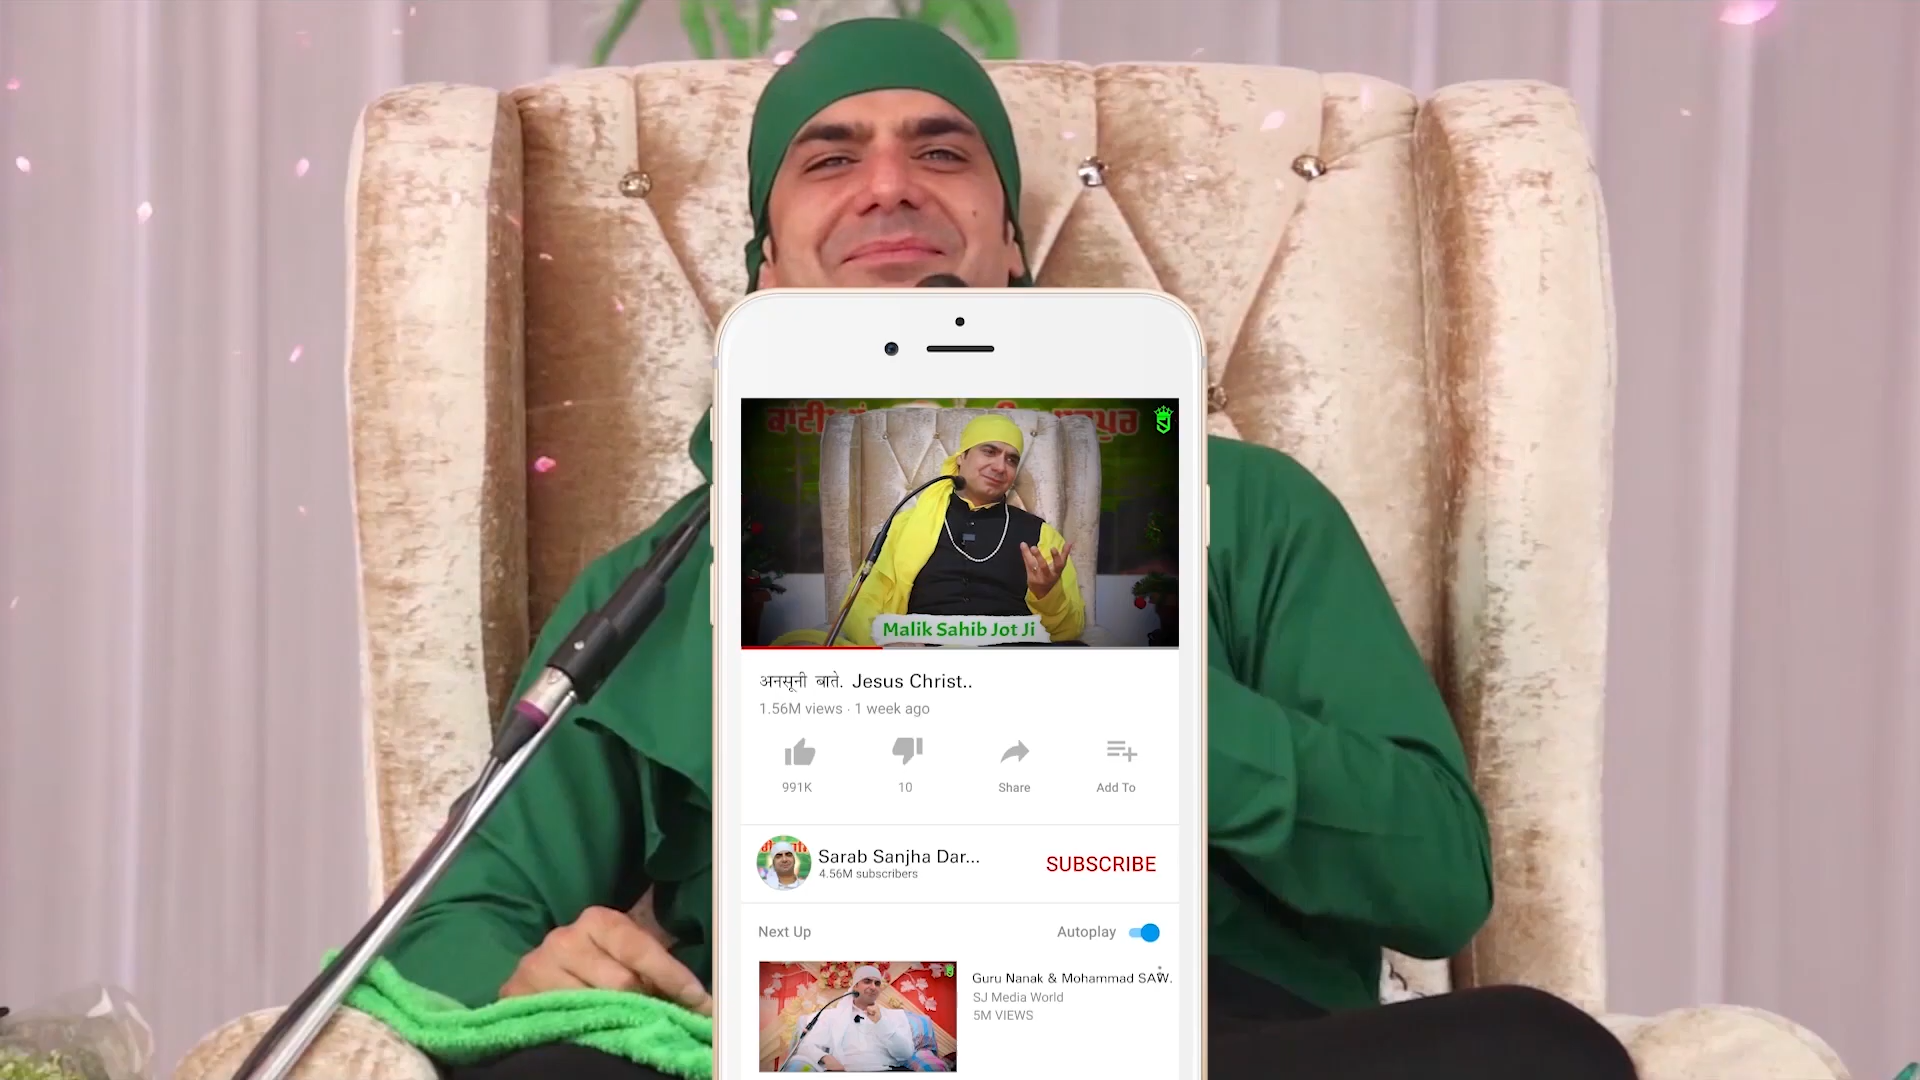 Malik Sahib Jot Ji
अनसूनी बाते. Jesus Christ..
1.56M views · 1 week ago
991K
10
Share
Add To
Sarab Sanjha Dar...
4.56M subscribers
SUBSCRIBE
Next Up
Autoplay
Guru Nanak & Mohammad SAW.
SJ Media World
5M VIEWS